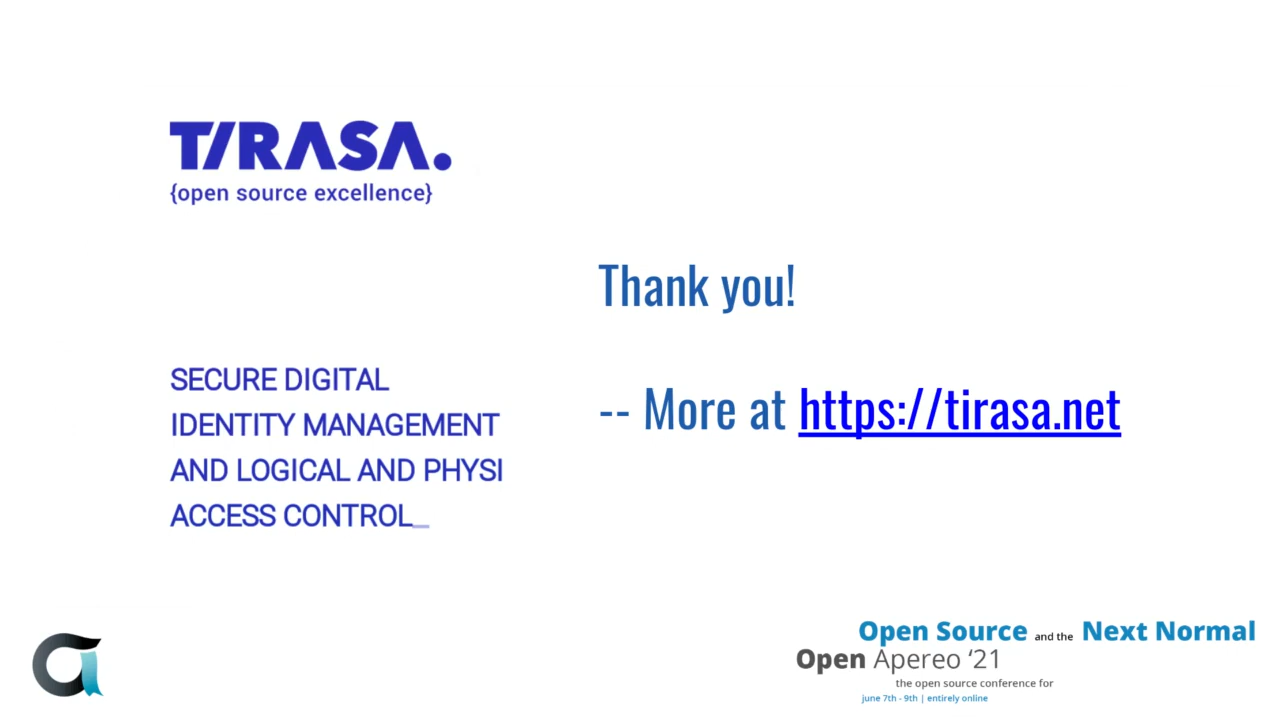 TIRASA.
{open source excellence}
Thank you!
SECURE DIGITAL
IDENTITY MANAGEMENT
AND LOGICAL AND PHYSI
ACCESS CONTROL_
-- More at https://tirasa.net
Open Source and the Next Normal
Open Apereo ‘21
the open source conference for
june 7th - 9th | entirely online